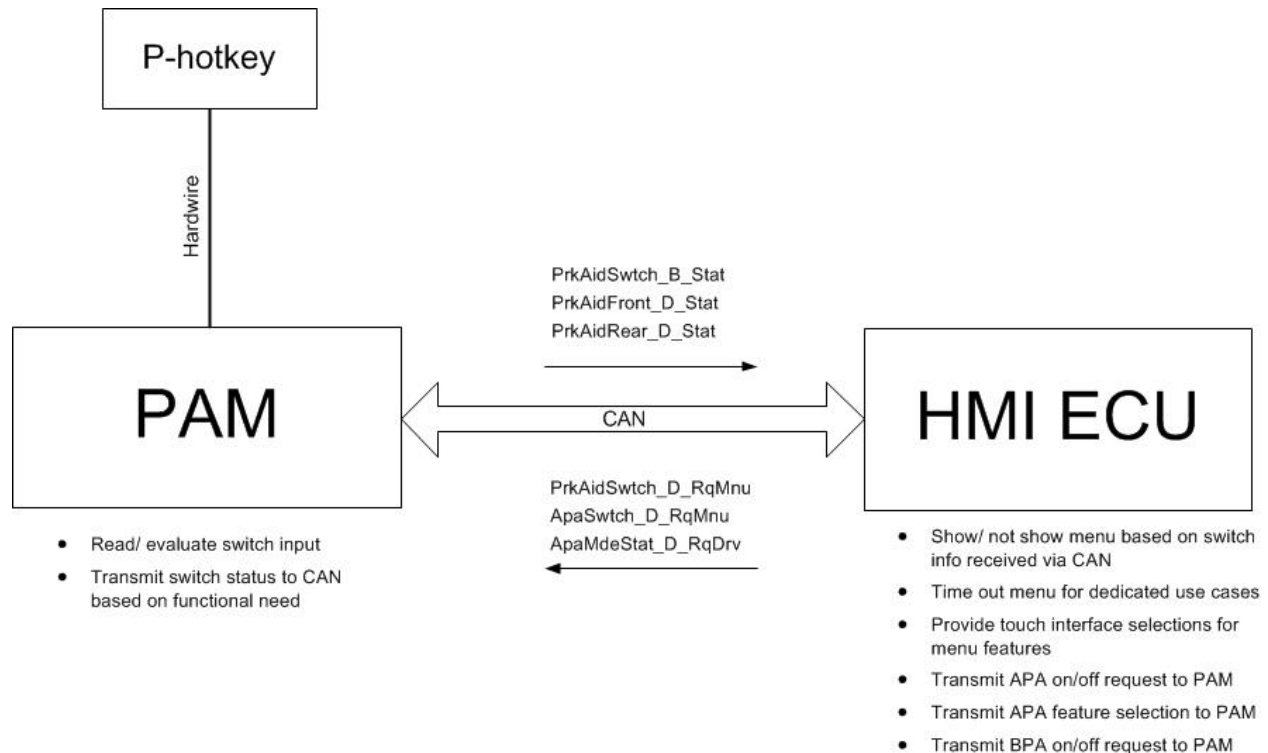 P-hotkey
Hardwire
PrkAidSwtch_B_Stat
PrkAidFront_D_Stat
PrkAidRear_D_Stat
PAM
CAN
HMI ECU
PrkAidSwtch_D_RqMnu
ApaSwtch_D_RqMnu
ApaMdeStat_D_RqDrv
• Read/ evaluate switch input
• Transmit switch status to CAN
based on functional need
• Show/ not show menu based on switch
info received via CAN
• Time out menu for dedicated use cases
• Provide touch interface selections for
menu features
• Transmit APA on/off request to PAM
• Transmit APA feature selection to PAM
• Transmit BPA on/off request to PAM